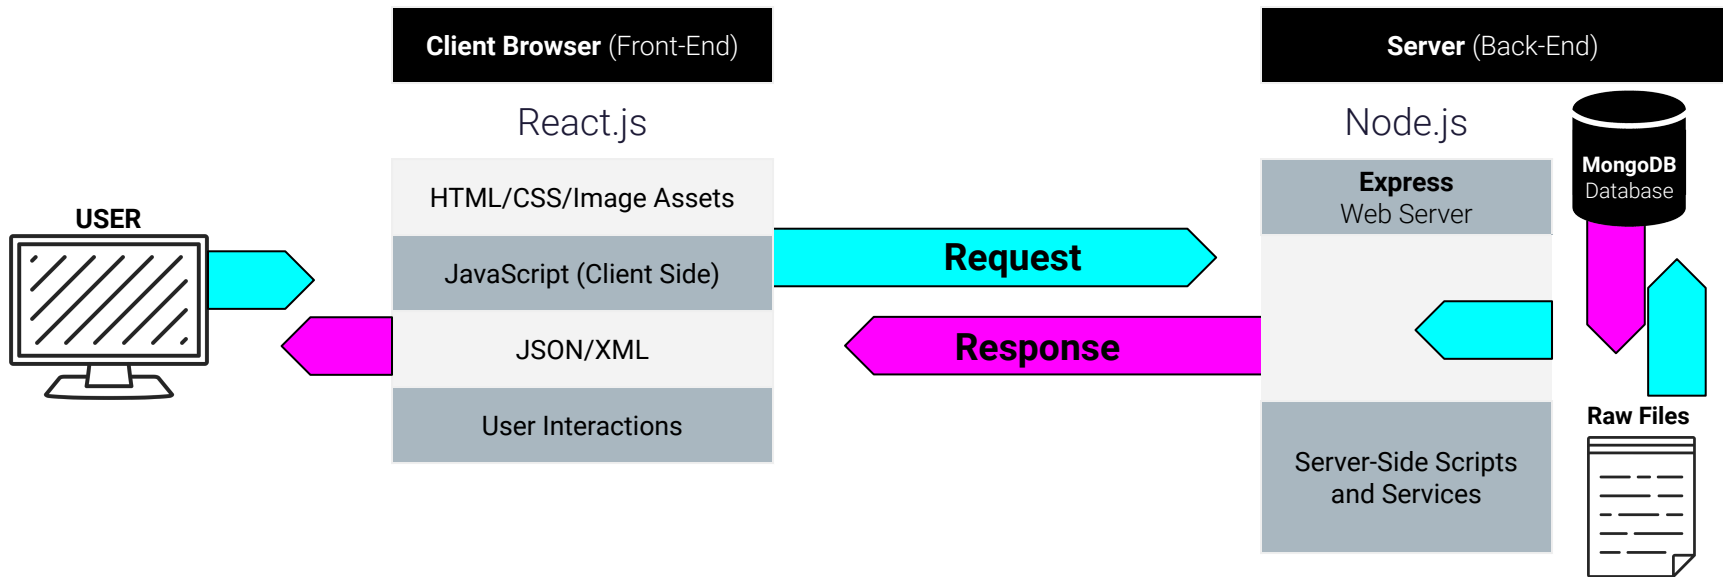 Client Browser (Front-End)
Server (Back-End)
React.js
Node.js
HTML/CSS/Image Assets
JavaScript (Client Side)
JSON/XML
User Interactions
USER
Request
Response
Express
Web Server
Server-Side Scripts
and Services
MongoDB
Database
Raw Files